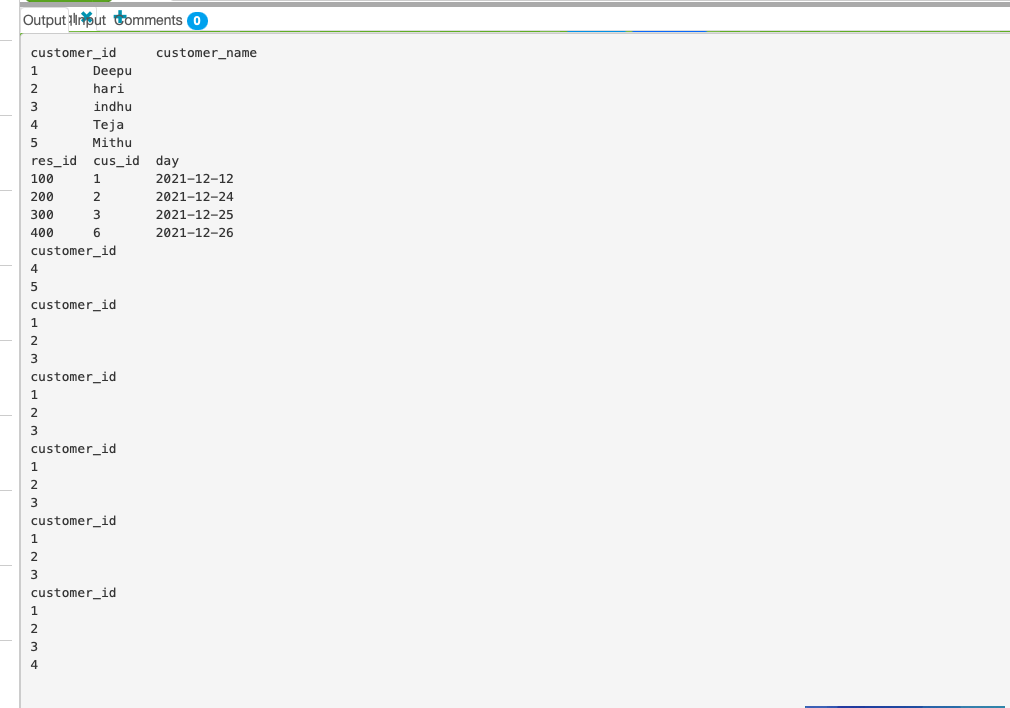 Output Input Comments 0
customer_id customer_name
1 Deepu
2 hari
3 indhu
4 Teja
5 Mithu
res_id cus_id day
100 1 2021-12-12
200 2 2021-12-24
300 3 2021-12-25
400 6 2021-12-26
customer_id
4
5
customer_id
1
2
3
customer_id
1
2
3
customer_id
1
2
3
customer_id
1
2
3
customer_id
1
2
3
4